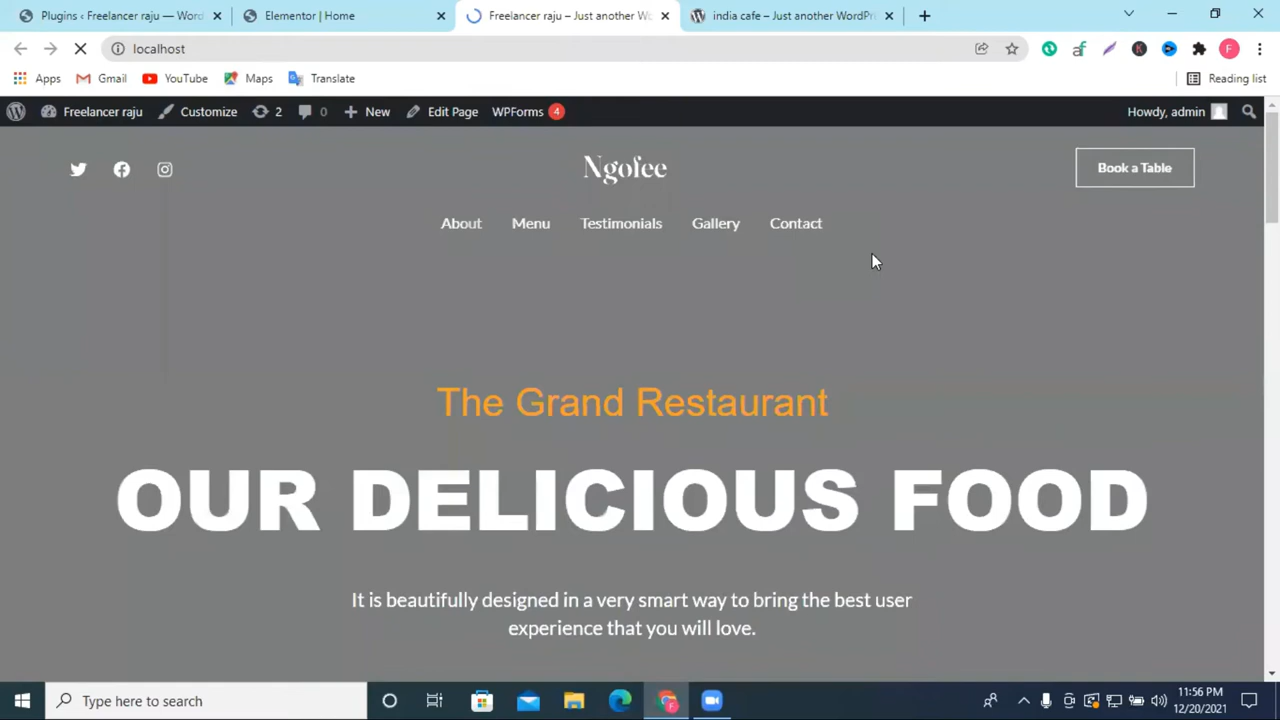 Plugins ‹ Freelancer raju — Word
Elementor | Home
Freelancer raju – Just another Wo
india cafe – Just another WordPre
localhost
F
Apps
Gmail
YouTube
Maps
Translate
Reading list
Freelancer raju
Customize
2
0
New
Edit Page
WPForms 4
Howdy, admin
Ngofee
Book a Table
About
Menu
Testimonials
Gallery
Contact
The Grand Restaurant
OUR DELICIOUS FOOD
It is beautifully designed in a very smart way to bring the best user
experience that you will love.
Type here to search
11:56 PM
12/20/2021